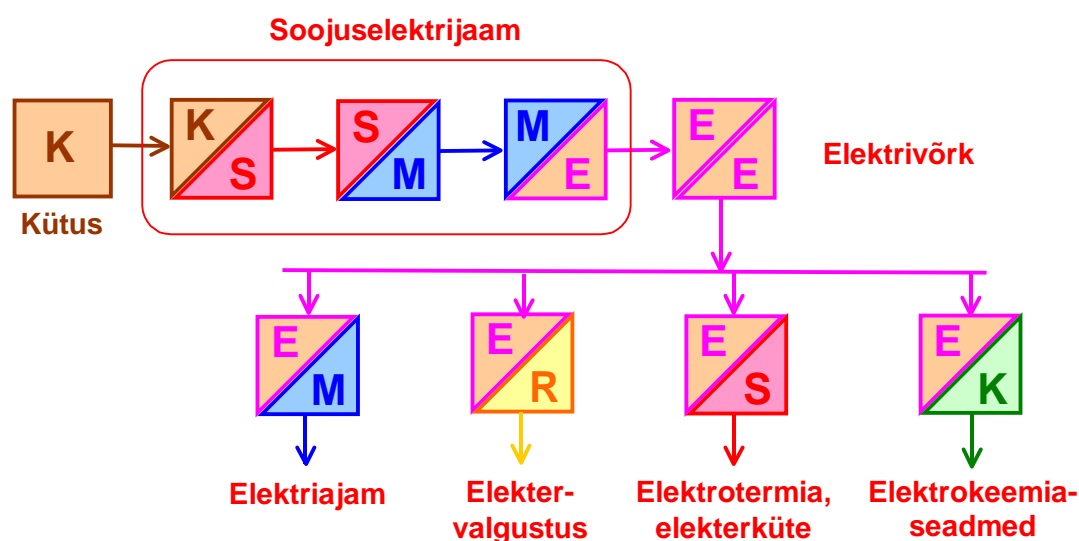 Soojuselektrijaam
K
K
S
S
M
M
E
E
E
Elektrivõrk
Kütus
E
M
E
R
E
S
E
K
Elektriajam
Elekter-
valgustus
Elektrotermia,
elekterküte
Elektrokeemia-
seadmed